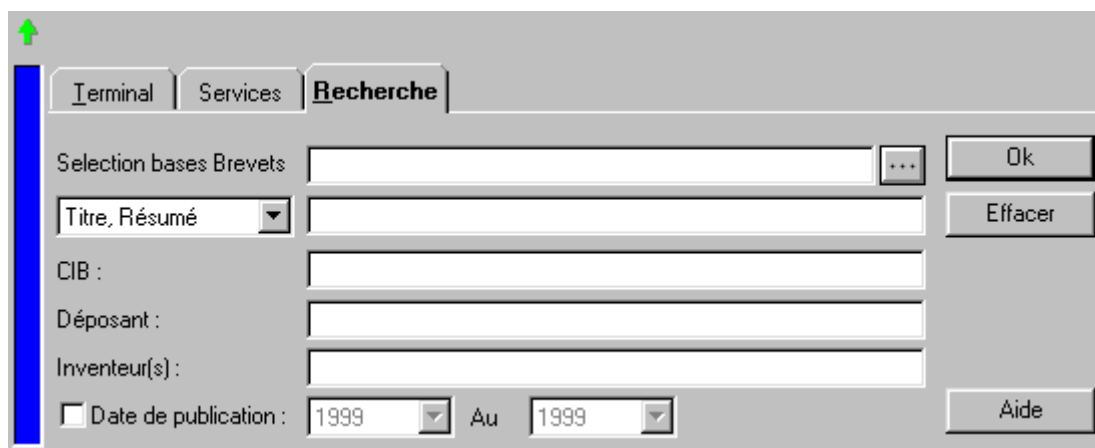 Terminal Services Recherche
Selection bases Brevets ... Ok
Titre, Résumé Effacer
CIB :
Déposant :
Inventeur(s) :
Date de publication : 1999 Au 1999 Aide